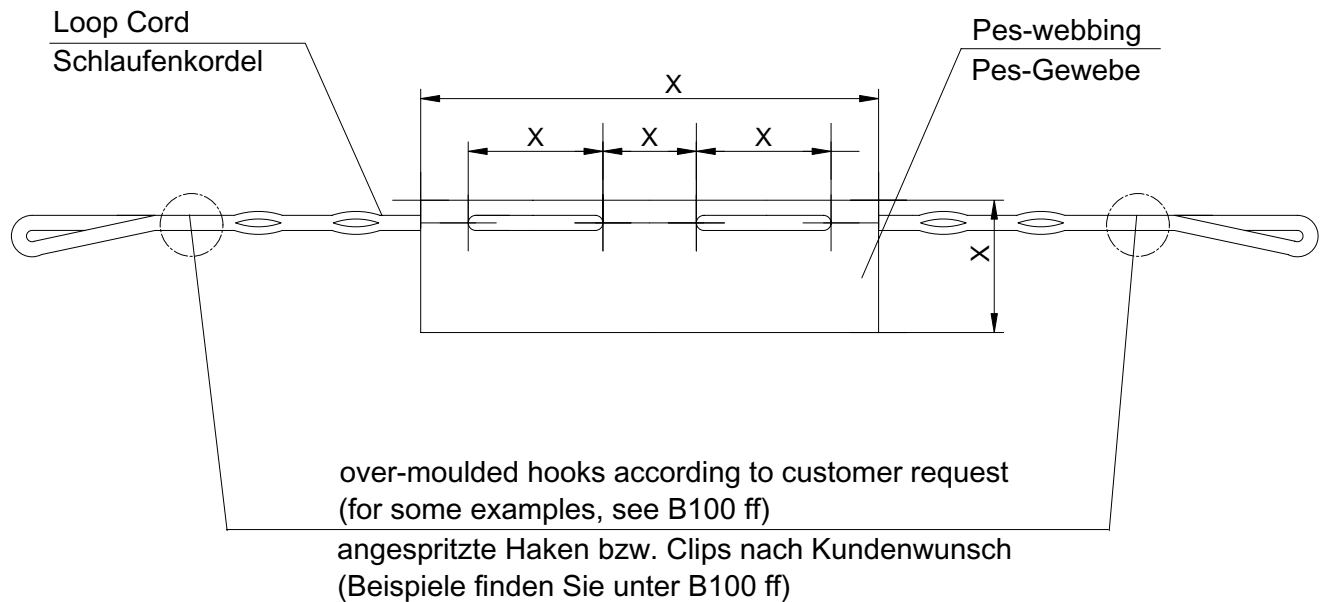 Loop Cord
Schlaufenkordel
Pes-webbing
Pes-Gewebe
X
X
X
X
X
over-moulded hooks according to customer request
(for some examples, see B100 ff)
angespritzte Haken bzw. Clips nach Kundenwunsch
(Beispiele finden Sie unter B100 ff)